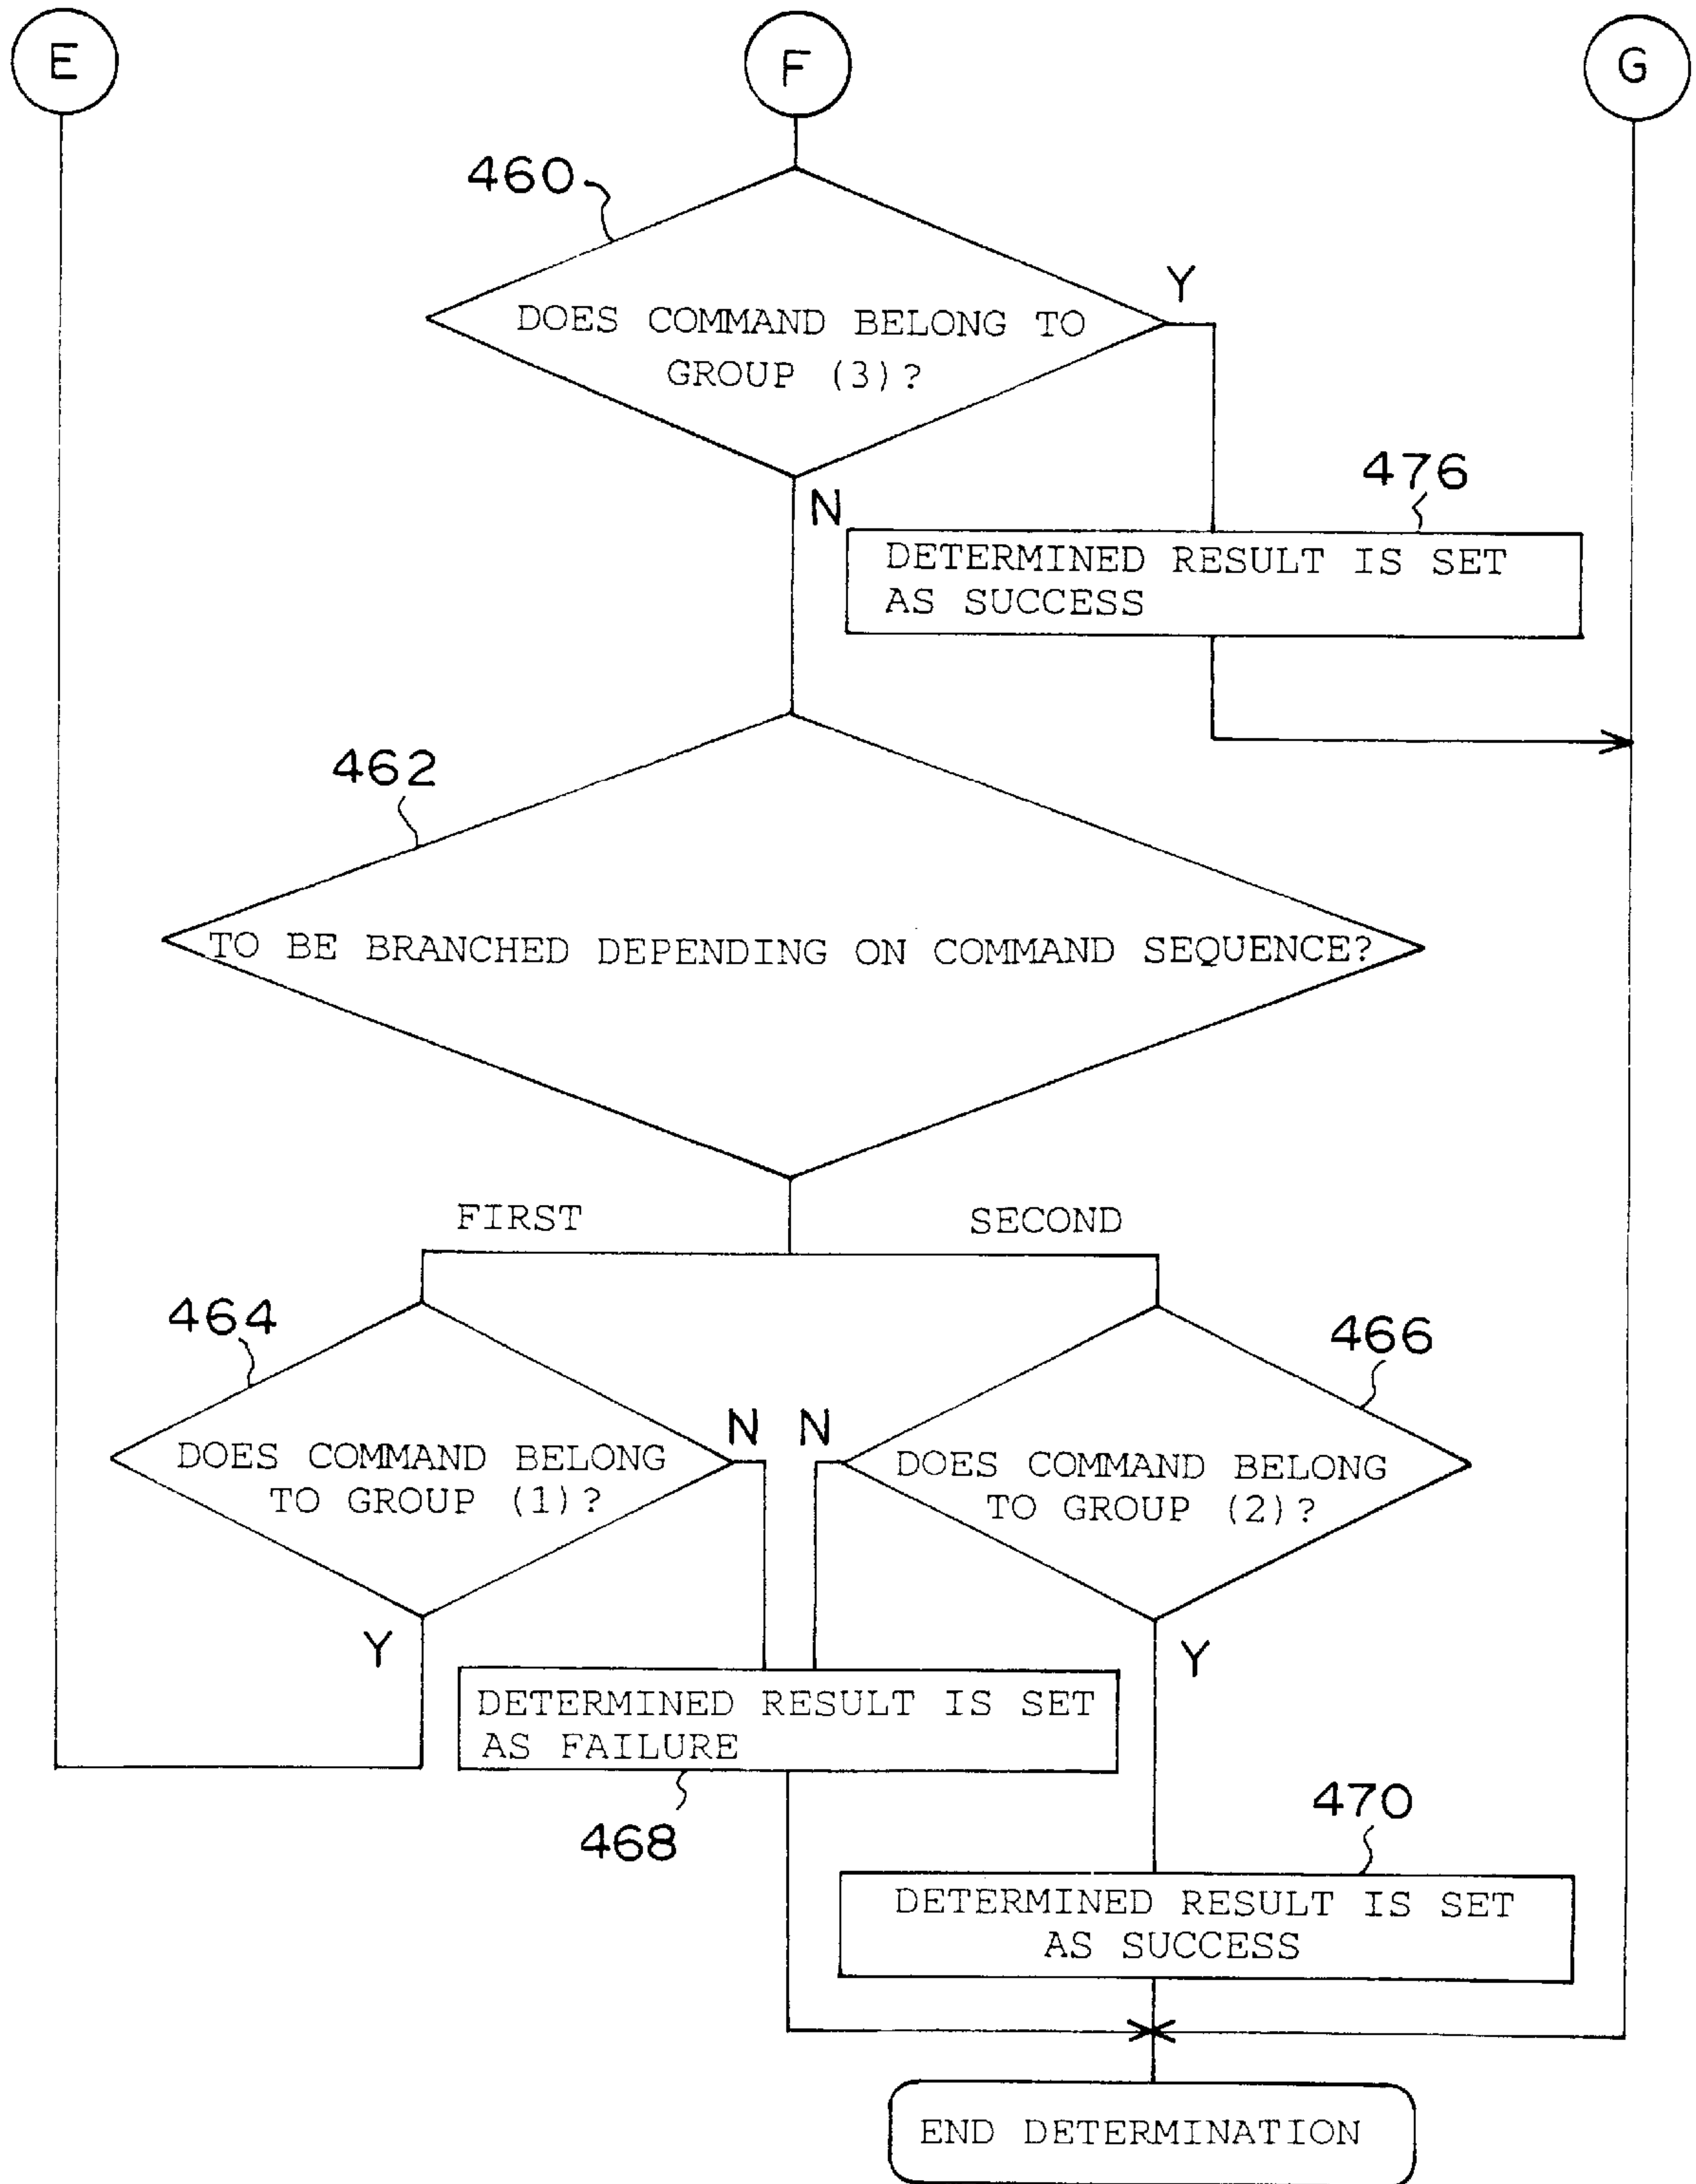 E
F
G
460
DOES COMMAND BELONG TO
GROUP (3)?
Y
N
476
DETERMINED RESULT IS SET
AS SUCCESS
462
TO BE BRANCHED DEPENDING ON COMMAND SEQUENCE?
FIRST
SECOND
464
DOES COMMAND BELONG
TO GROUP (1)?
N
Y
466
N
DOES COMMAND BELONG
TO GROUP (2)?
Y
DETERMINED RESULT IS SET
AS FAILURE
468
470
DETERMINED RESULT IS SET
AS SUCCESS
END DETERMINATION